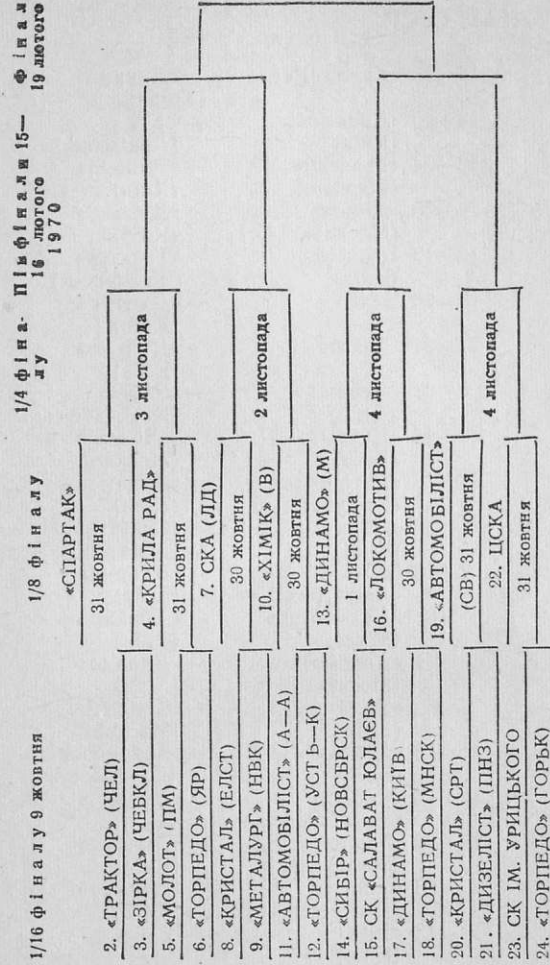 1/16 фіналу 9 жовтня
1/8 фіналу
1/4 фіна-
лу
Півфінали 15—
16 лютого
1970
Фінал
19 лютого
«СПАРТАК»
31 жовтня
2. «ТРАКТОР» (ЧЕЛ)
3. «ЗІРКА» (ЧЕБКЛ)
3 листопада
4. «КРИЛА РАД»
31 жовтня
5. «МОЛОТ» (ПМ)
6. «ТОРПЕДО» (ЯР)
7. СКА (ЛД)
30 жовтня
8. «КРИСТАЛ» (ЕЛСТ)
9. «МЕТАЛУРГ» (НВК)
2 листопада
10. «ХІМІК» (В)
30 жовтня
11. «АВТОМОБІЛІСТ» (А—А)
12. «ТОРПЕДО» (УСТЬ—К)
13. «ДИНАМО» (М)
1 листопада
14. «СИБІР» (НОВСБРСК)
15. СК «САЛАВАТ ЮЛАЄВ»
4 листопада
16. «ЛОКОМОТИВ»
30 жовтня
17. «ДИНАМО» (КИЇВ)
18. «ТОРПЕДО» (МНСК)
19. «АВТОМОБІЛІСТ»
(СВ) 31 жовтня
20. «КРИСТАЛ» (СРТ)
21. «ДИЗЕЛІСТ» (ПНЗ)
4 листопада
22. ЦСКА
31 жовтня
23. СК ІМ. УРИЦЬКОГО
24. «ТОРПЕДО» (ГОРЬК)